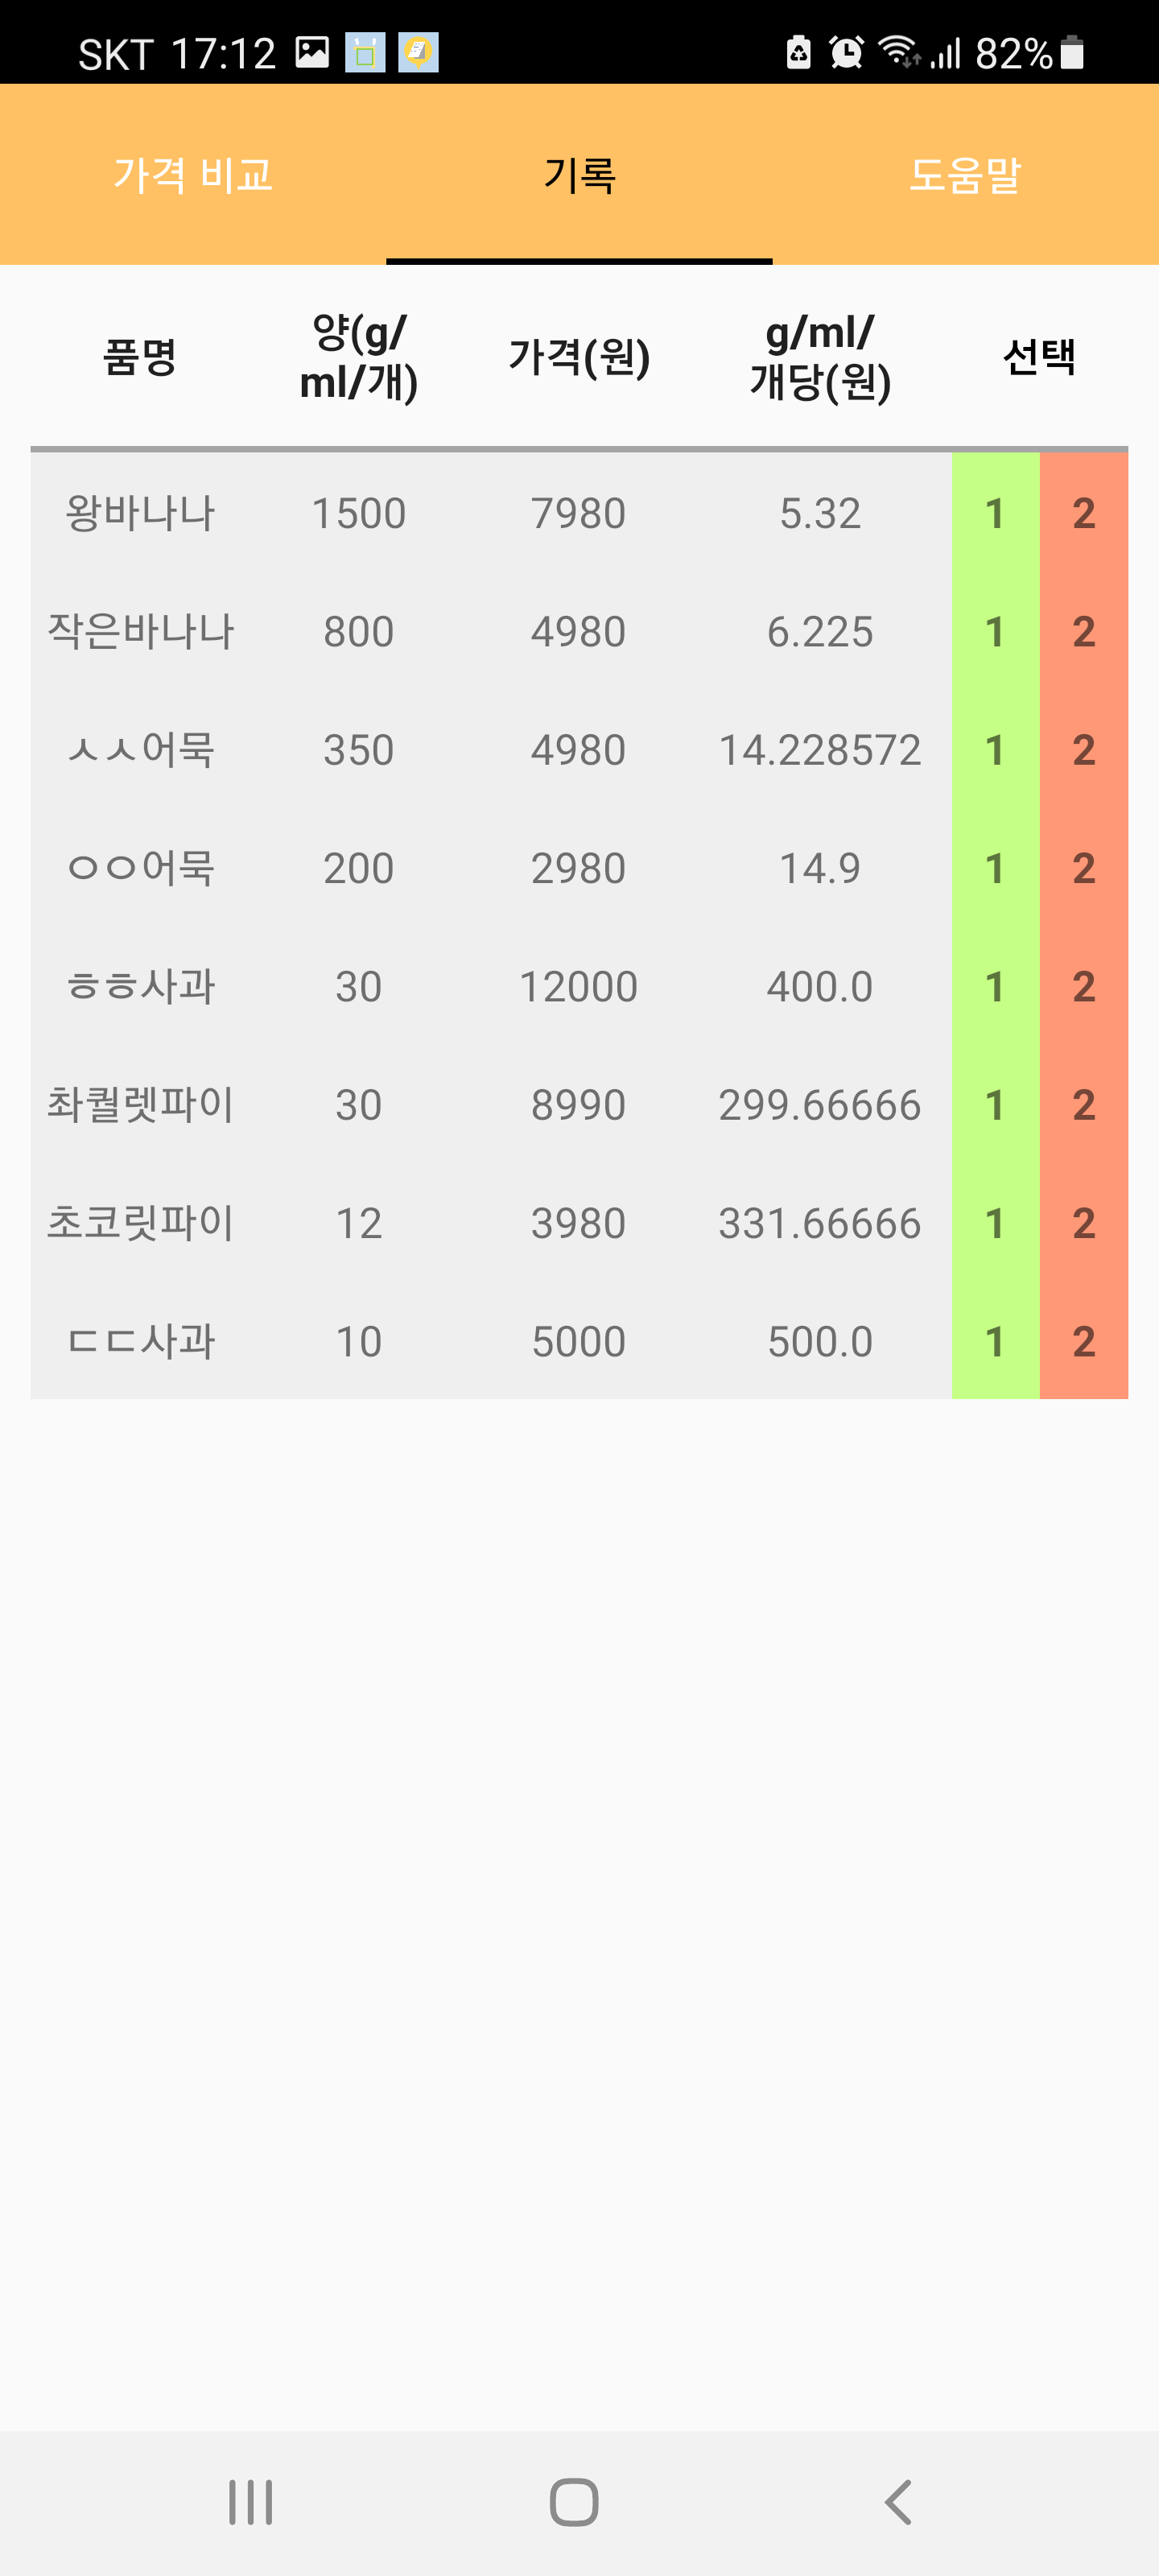 SKT 17:12 82%
가격 비교 기록 도움말
품명 양(g/ml/개) 가격(원) g/ml/개당(원) 선택
왕바나나 1500 7980 5.32 1 2
작은바나나 800 4980 6.225 1 2
ㅅㅅ어묵 350 4980 14.228572 1 2
ㅇㅇ어묵 200 2980 14.9 1 2
ㅎㅎ사과 30 12000 400.0 1 2
촤퀄렛파이 30 8990 299.66666 1 2
초코릿파이 12 3980 331.66666 1 2
ㄷㄷ사과 10 5000 500.0 1 2